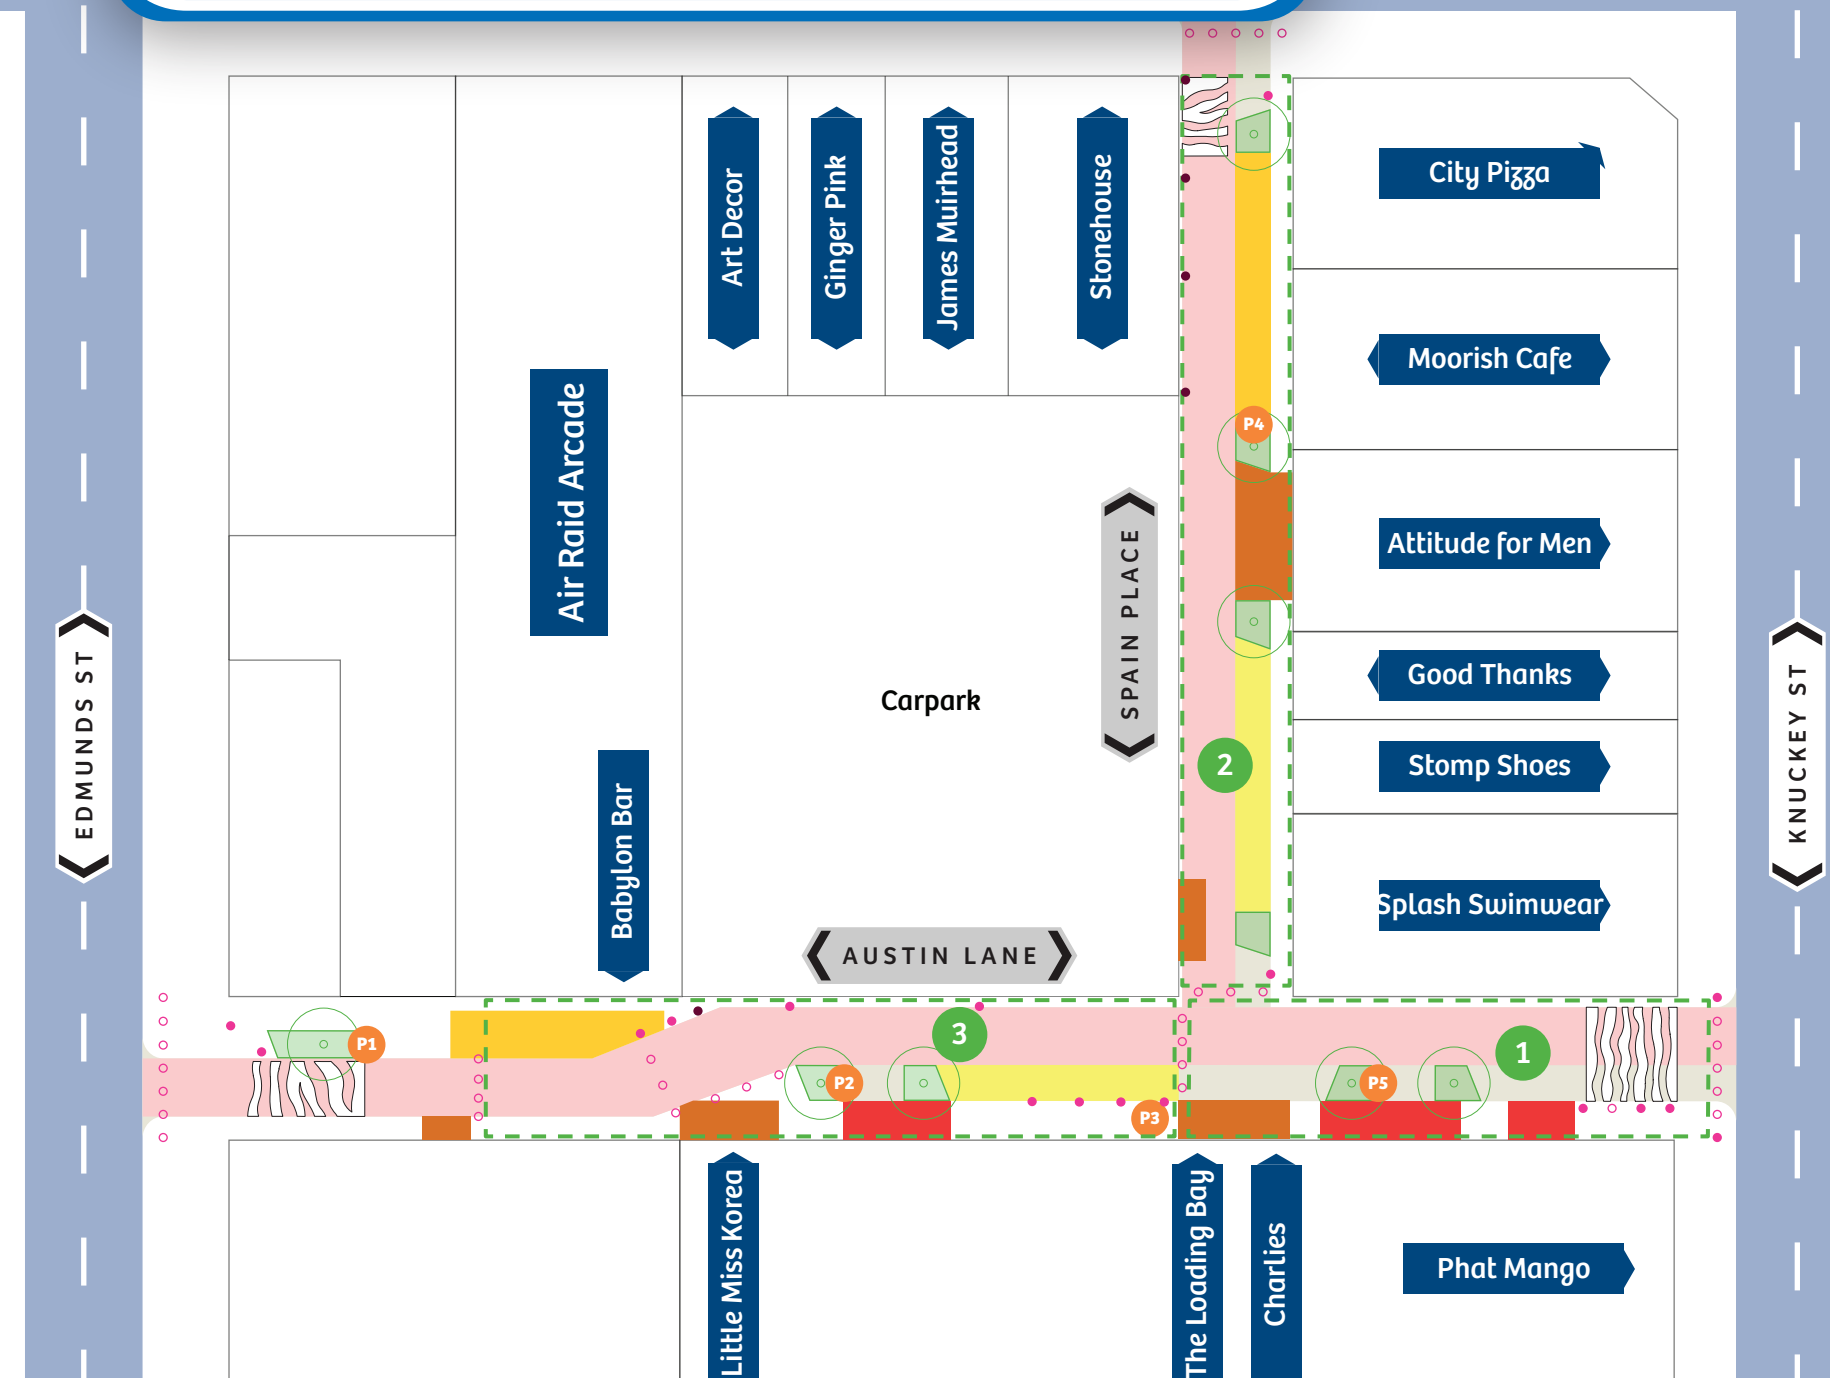 Art Decor
Ginger Pink
James Muirhead
Stonehouse
City Pizza
Moorish Cafe
P4
Air Raid Arcade
Attitude for Men
SPAIN PLACE
EDMUNDS ST
Carpark
Good Thanks
KNUCKEY ST
2
Stomp Shoes
Babylon Bar
Splash Swimwear
AUSTIN LANE
P1
3
1
P2
P5
P3
Little Miss Korea
The Loading Bay
Charlies
Phat Mango